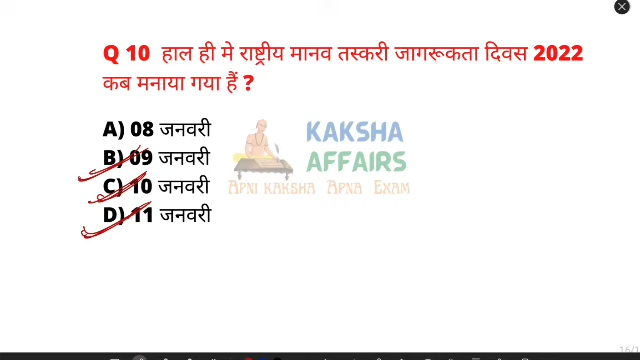 Q 10 हाल ही मे राष्ट्रीय मानव तस्करी जागरूकता दिवस 2022
कब मनाया गया हैं ?
A) 08 जनवरी
B) 09 जनवरी
C) 10 जनवरी
D) 11 जनवरी
KAKSHA
AFFAIRS
Apni Kaksha Apna Exam